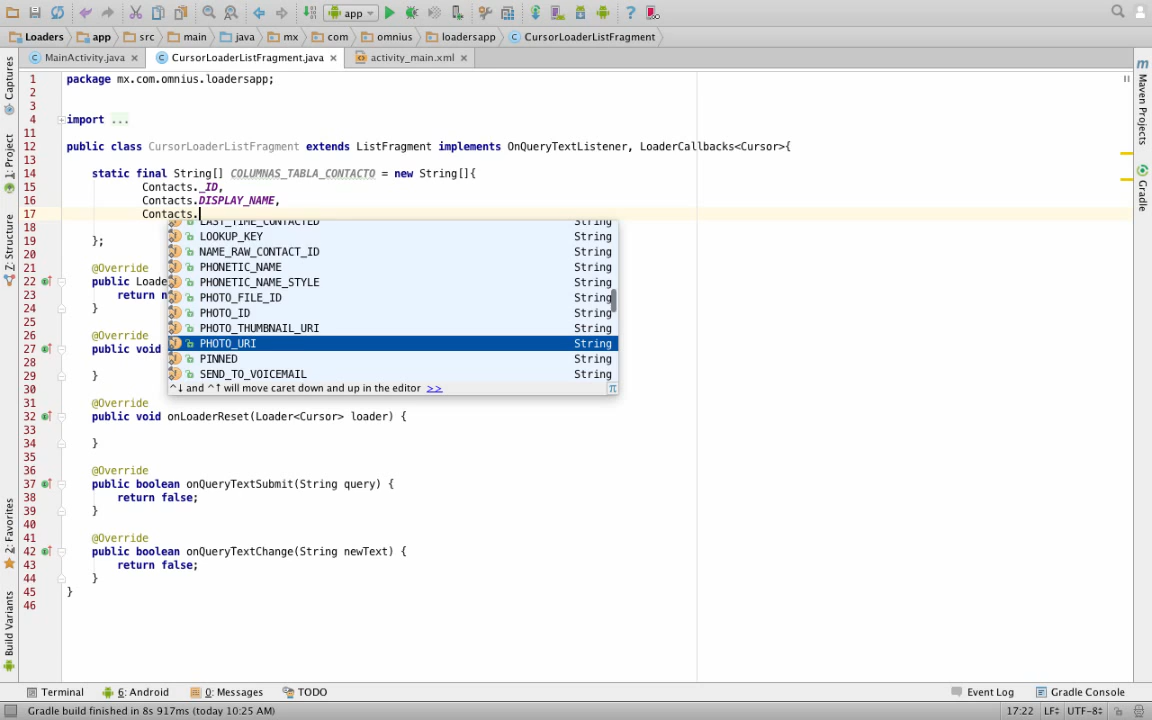 app
Loaders app src main java mx com omnius loadersapp CursorLoaderListFragment
MainActivity.java × CursorLoaderListFragment.java × activity_main.xml ×
Captures
1: Project
7: Structure
2: Favorites
Build Variants
1 package mx.com.omnius.loadersapp;
2
3
4 import ...
11
12 public class CursorLoaderListFragment extends ListFragment implements OnQueryTextListener, LoaderCallbacks<Cursor>{
13
14 static final String[] COLUMNAS_TABLA_CONTACTO = new String[]{
15 Contacts._ID,
16 Contacts.DISPLAY_NAME,
17 Contacts.
18
19 };
20
21 @Override
22 public Loade
23 return n
24 }
25
26 @Override
27 public void
28
29 }
30
31 @Override
32 public void onLoaderReset(Loader<Cursor> loader) {
33
34 }
35
36 @Override
37 public boolean onQueryTextSubmit(String query) {
38 return false;
39 }
40
41 @Override
42 public boolean onQueryTextChange(String newText) {
43 return false;
44 }
45 }
46
LAST_TIME_CONTACTED String
LOOKUP_KEY String
NAME_RAW_CONTACT_ID String
PHONETIC_NAME String
PHONETIC_NAME_STYLE String
PHOTO_FILE_ID String
PHOTO_ID String
PHOTO_THUMBNAIL_URI String
PHOTO_URI String
PINNED String
SEND_TO_VOICEMAIL String
^↓ and ^↑ will move caret down and up in the editor >> π
Maven Projects
Gradle
Terminal 6: Android 0: Messages TODO Event Log Gradle Console
Gradle build finished in 8s 917ms (today 10:25 AM) 17:22 LF÷ UTF-8÷